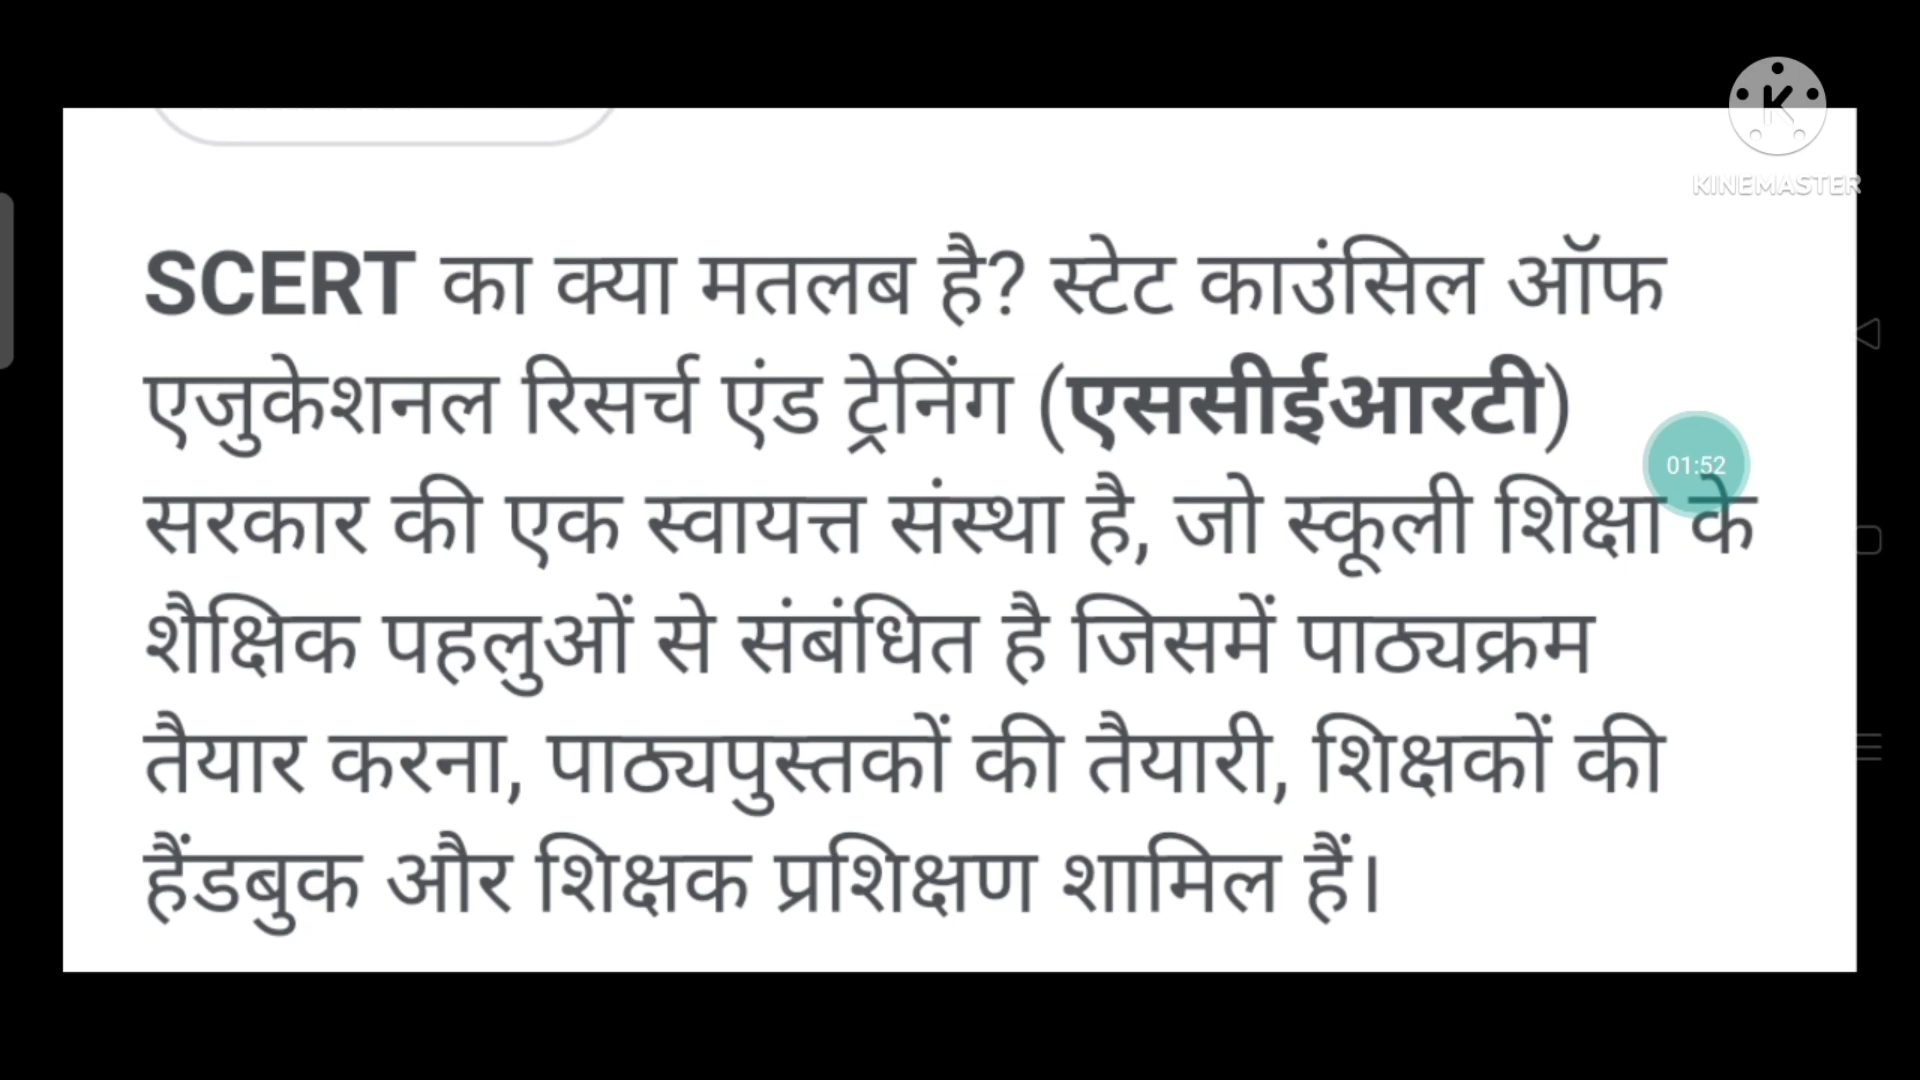 KINEMASTER
SCERT का क्या मतलब है? स्टेट काउंसिल ऑफ
एजुकेशनल रिसर्च एंड ट्रेनिंग (एससीईआरटी)
01:52
सरकार की एक स्वायत्त संस्था है, जो स्कूली शिक्षा के
शैक्षिक पहलुओं से संबंधित है जिसमें पाठ्यक्रम
तैयार करना, पाठ्यपुस्तकों की तैयारी, शिक्षकों की
हैंडबुक और शिक्षक प्रशिक्षण शामिल हैं।